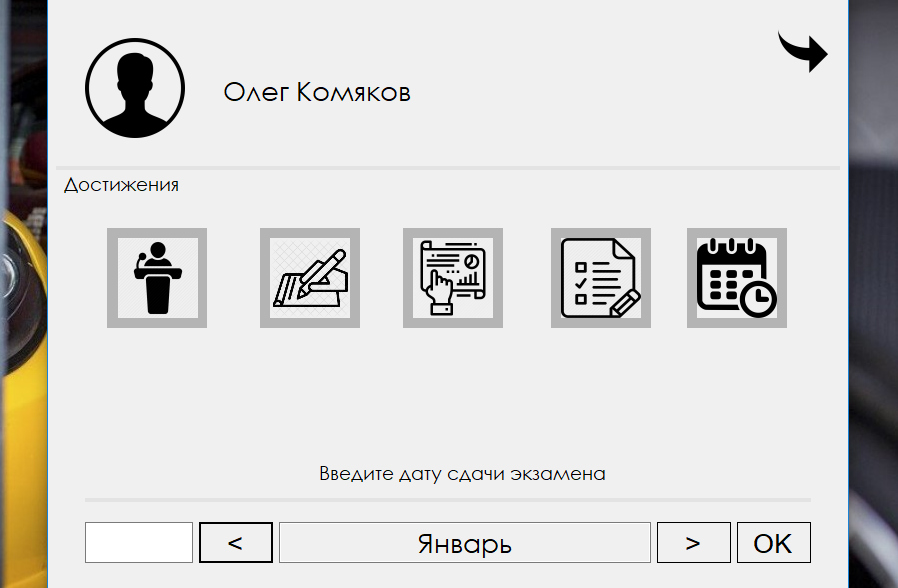 Олег Комяков
Достижения
Введите дату сдачи экзамена
< Январь > OK